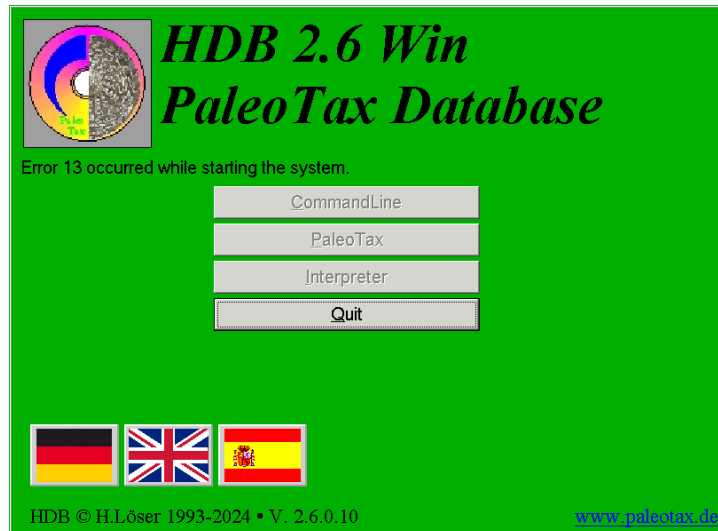 HDB 2.6 Win
PaleoTax Database
Paleo
Tax
Error 13 occurred while starting the system.
CommandLine
PaleoTax
Interpreter
Quit
HDB © H.Löser 1993-2024 • V. 2.6.0.10
www.paleotax.de